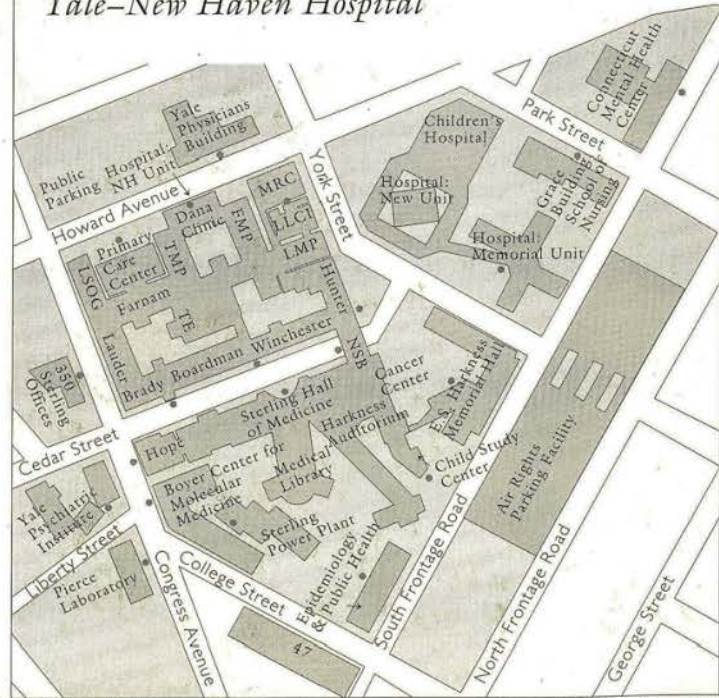 Yale–New Haven Hospital
Connecticut
Mental Health
Center
Park Street
Yale
Physicians
Building
Children's
Hospital
Public
Parking
Hospital:
NH Unit
York Street
Grace
Building:
School of
Nursing
MRC
Hospital:
New Unit
Howard Avenue
Dana
Clinic
FMP
LLCI
Primary
Care
Center
TMP
LMP
Hospital:
Memorial Unit
LSOG
Farnam
Hunter
TE
Lauder
Brady
Boardman
Winchester
NSB
350
Sterling
Offices
Cancer
Center
E.S. Harkness
Memorial Hall
Sterling Hall
of Medicine
Harkness
Auditorium
Cedar Street
Hope
Boyer Center for
Molecular
Medicine
Medical
Library
Child Study
Center
Air Rights
Parking Facility
Yale
Psychiatric
Institute
Sterling
Power Plant
Liberty Street
Epidemiology
& Public Health
South Frontage Road
Pierce
Laboratory
College Street
Congress Avenue
North Frontage Road
George Street
47